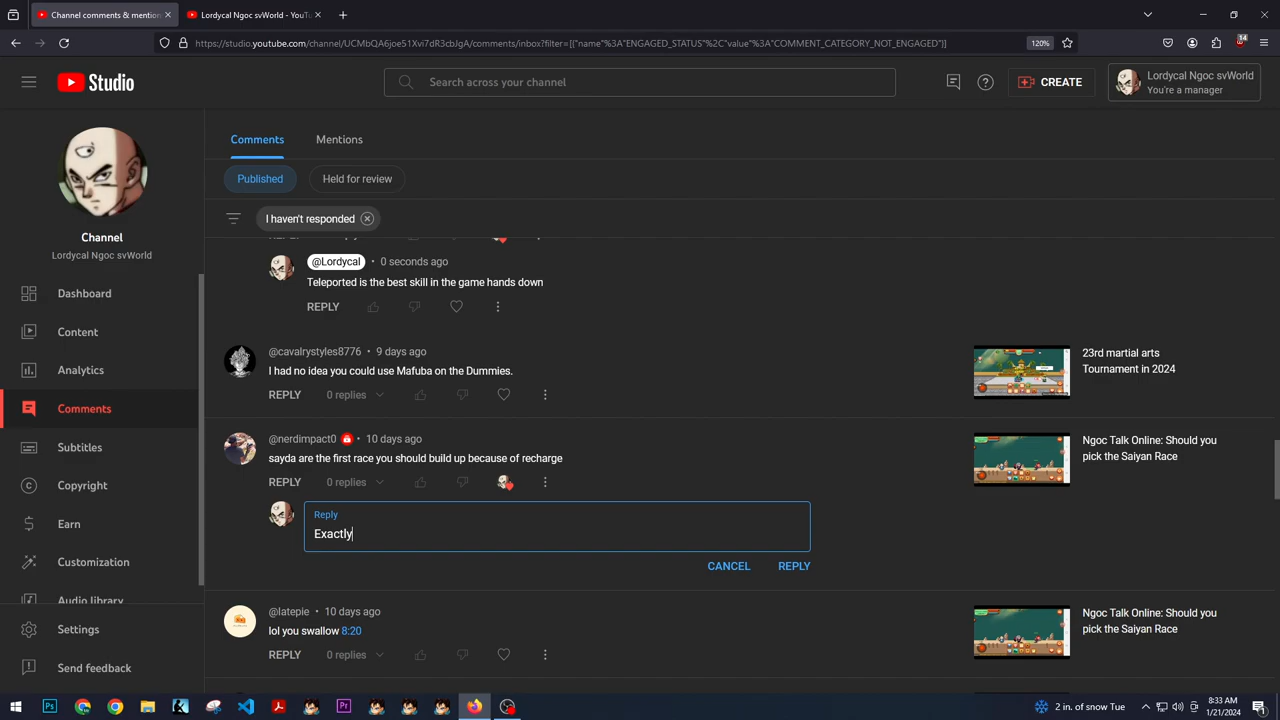 Channel comments & mention
Lordycal Ngoc svWorld - YouTu
https://studio.youtube.com/channel/UCMbQA6joe51Xvi7dR3cbJgA/comments/inbox?filter=[{"name"%3A"ENGAGED_STATUS"%2C"value"%3A"COMMENT_CATEGORY_NOT_ENGAGED"}]
120%
14
Studio
Search across your channel
CREATE
Lordycal Ngoc svWorld
You're a manager
Channel
Lordycal Ngoc svWorld
Dashboard
Content
Analytics
Comments
Subtitles
Copyright
Earn
Customization
Audio library
Settings
Send feedback
Comments
Mentions
Published
Held for review
I haven't responded
@Lordycal • 0 seconds ago
Teleported is the best skill in the game hands down
REPLY
@cavalrystyles8776 • 9 days ago
I had no idea you could use Mafuba on the Dummies.
REPLY 0 replies
23rd martial arts
Tournament in 2024
@nerdimpact0 • 10 days ago
sayda are the first race you should build up because of recharge
REPLY 0 replies
Ngoc Talk Online: Should you
pick the Saiyan Race
Reply
Exactly
CANCEL
REPLY
@latepie • 10 days ago
lol you swallow 8:20
REPLY 0 replies
Ngoc Talk Online: Should you
pick the Saiyan Race
2 in. of snow Tue
8:33 AM
1/21/2024